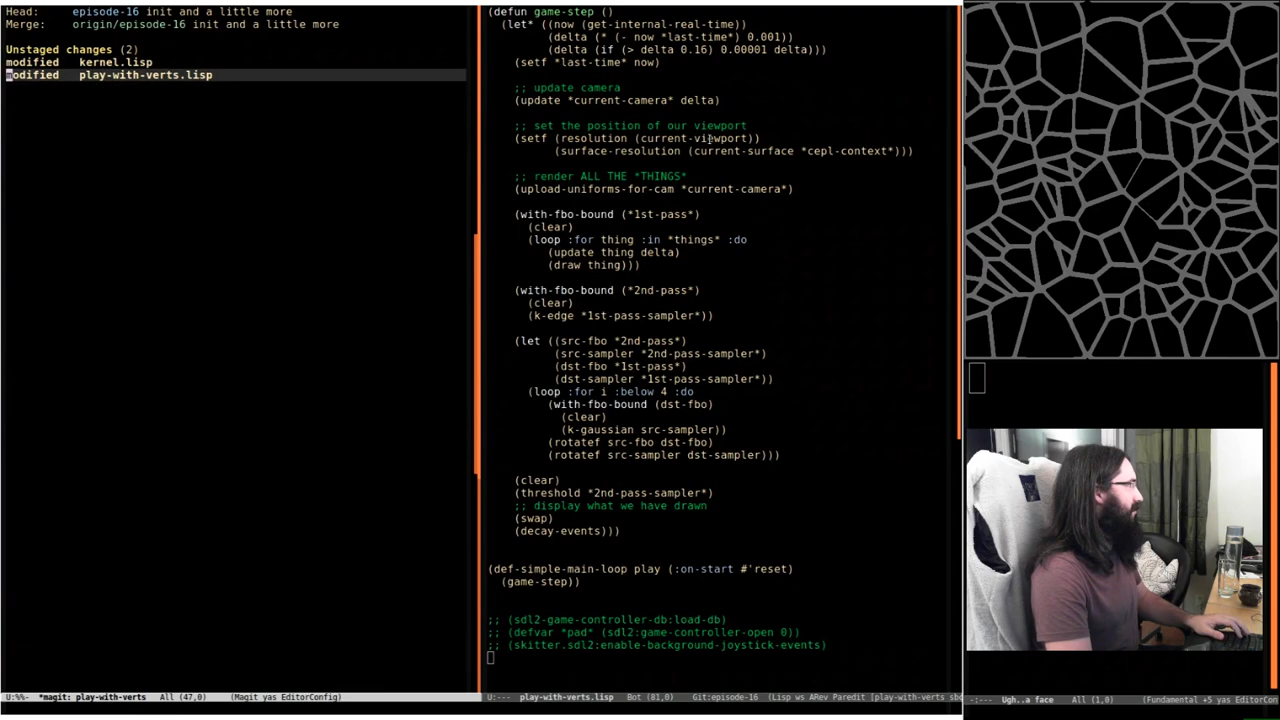 Head:     episode-16 init and a little more
Merge:    origin/episode-16 init and a little more
Unstaged changes (2)
modified   kernel.lisp
modified   play-with-verts.lisp
U:%%-  *magit: play-with-verts   All (47,0)   (Magit yas EditorConfig)
(defun game-step ()
  (let* ((now (get-internal-real-time))
         (delta (* (- now *last-time*) 0.001))
         (delta (if (> delta 0.16) 0.00001 delta)))
    (setf *last-time* now)
    ;; update camera
    (update *current-camera* delta)
    ;; set the position of our viewport
    (setf (resolution (current-viewport))
          (surface-resolution (current-surface *cepl-context*)))
    ;; render ALL THE *THINGS*
    (upload-uniforms-for-cam *current-camera*)
    (with-fbo-bound (*1st-pass*)
      (clear)
      (loop :for thing :in *things* :do
         (update thing delta)
         (draw thing)))
    (with-fbo-bound (*2nd-pass*)
      (clear)
      (k-edge *1st-pass-sampler*))
    (let ((src-fbo *2nd-pass*)
          (src-sampler *2nd-pass-sampler*)
          (dst-fbo *1st-pass*)
          (dst-sampler *1st-pass-sampler*))
      (loop :for i :below 4 :do
         (with-fbo-bound (dst-fbo)
           (clear)
           (k-gaussian src-sampler))
         (rotatef src-fbo dst-fbo)
         (rotatef src-sampler dst-sampler)))
    (clear)
    (threshold *2nd-pass-sampler*)
    ;; display what we have drawn
    (swap)
    (decay-events)))
(def-simple-main-loop play (:on-start #'reset)
  (game-step))
;; (sdl2-game-controller-db:load-db)
;; (defvar *pad* (sdl2:game-controller-open 0))
;; (skitter.sdl2:enable-background-joystick-events)
U:---  play-with-verts.lisp   Bot (81,0)   Git:episode-16  (Lisp ws ARev Paredit [play-with-verts sb
-:---  Ugh..a face   All (1,0)   (Fundamental +5 yas EditorCon